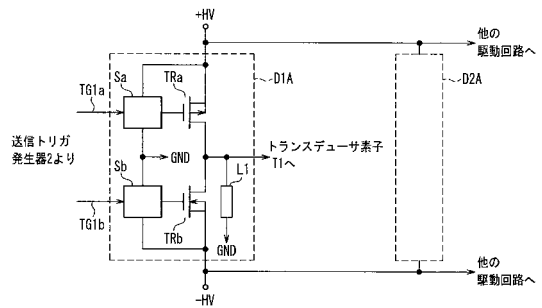 +HV
他の
駆動回路へ
Sa
TRa
D1A
D2A
TG1a
送信トリガ
発生器2より
GND
トランスデューサ素子
T1へ
Sb
L1
TG1b
TRb
GND
他の
駆動回路へ
-HV